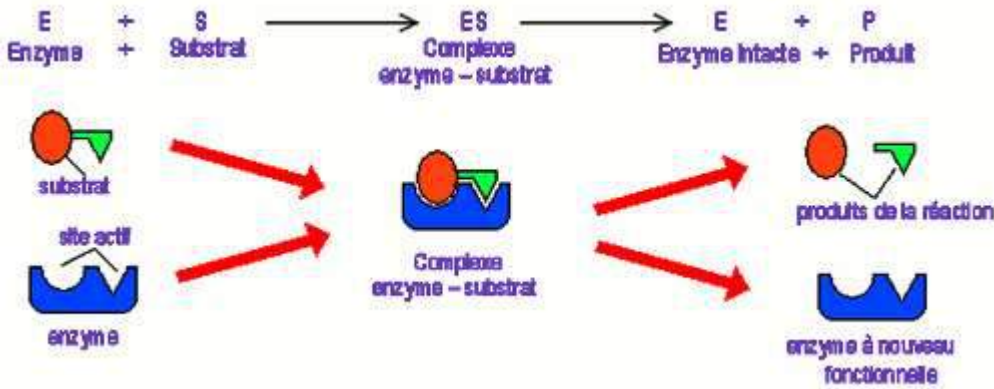 E + S ES E + P
Enzyme + Substrat Complexe Enzyme Intacte + Produit
enzyme – substrat
substrat
produits de la réaction
site actif
Complexe
enzyme – substrat
enzyme
enzyme à nouveau
fonctionnelle